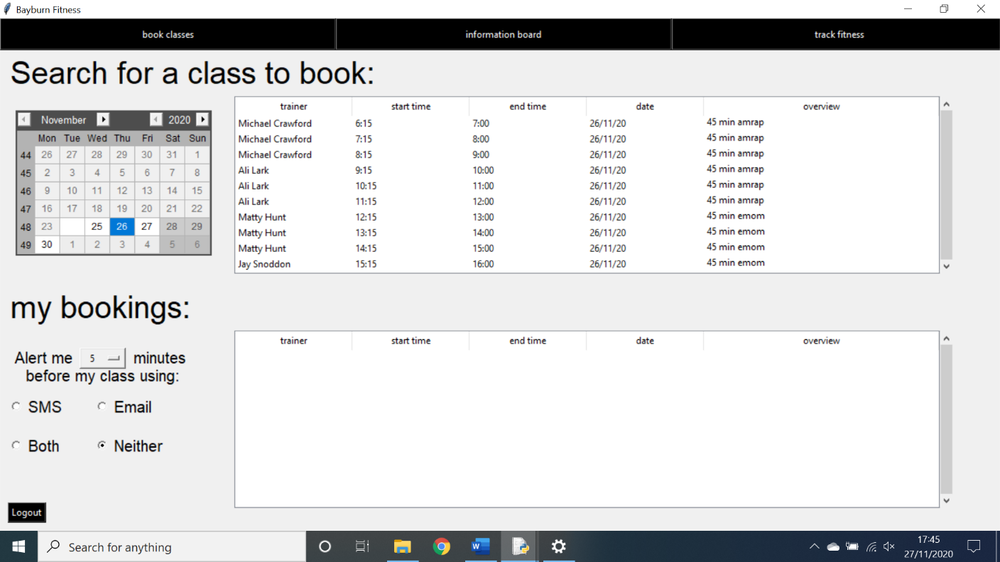 Bayburn Fitness
book classes information board track fitness
Search for a class to book:
November 2020
Mon Tue Wed Thu Fri Sat Sun
44 26 27 28 29 30 31 1
45 2 3 4 5 6 7 8
46 9 10 11 12 13 14 15
47 16 17 18 19 20 21 22
48 23 25 26 27 28 29
49 30 1 2 3 4 5 6
trainer start time end time date overview
Michael Crawford 6:15 7:00 26/11/20 45 min amrap
Michael Crawford 7:15 8:00 26/11/20 45 min amrap
Michael Crawford 8:15 9:00 26/11/20 45 min amrap
Ali Lark 9:15 10:00 26/11/20 45 min amrap
Ali Lark 10:15 11:00 26/11/20 45 min amrap
Ali Lark 11:15 12:00 26/11/20 45 min amrap
Matty Hunt 12:15 13:00 26/11/20 45 min emom
Matty Hunt 13:15 14:00 26/11/20 45 min emom
Matty Hunt 14:15 15:00 26/11/20 45 min emom
Jay Snoddon 15:15 16:00 26/11/20 45 min emom
my bookings:
Alert me 5 minutes
before my class using:
SMS Email
Both Neither
trainer start time end time date overview
Logout
Search for anything
W
17:45
27/11/2020